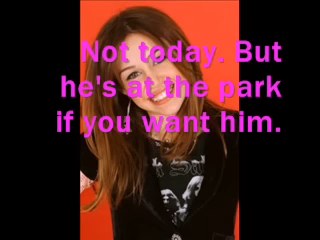 Not today. But
he's at the park
if you want him.